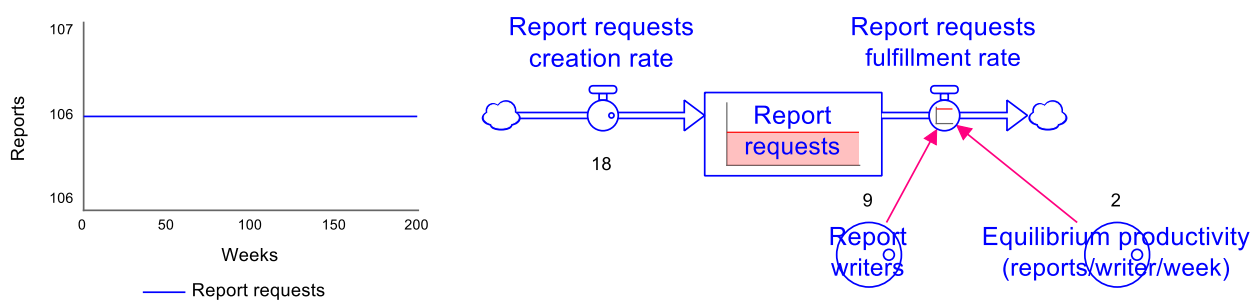 107
106
106
Reports
0
50
100
150
200
Weeks
Report requests
Report requests
creation rate
18
Report
requests
Report requests
fulfillment rate
9
Report
writers
2
Equilibrium productivity
(reports/writer/week)